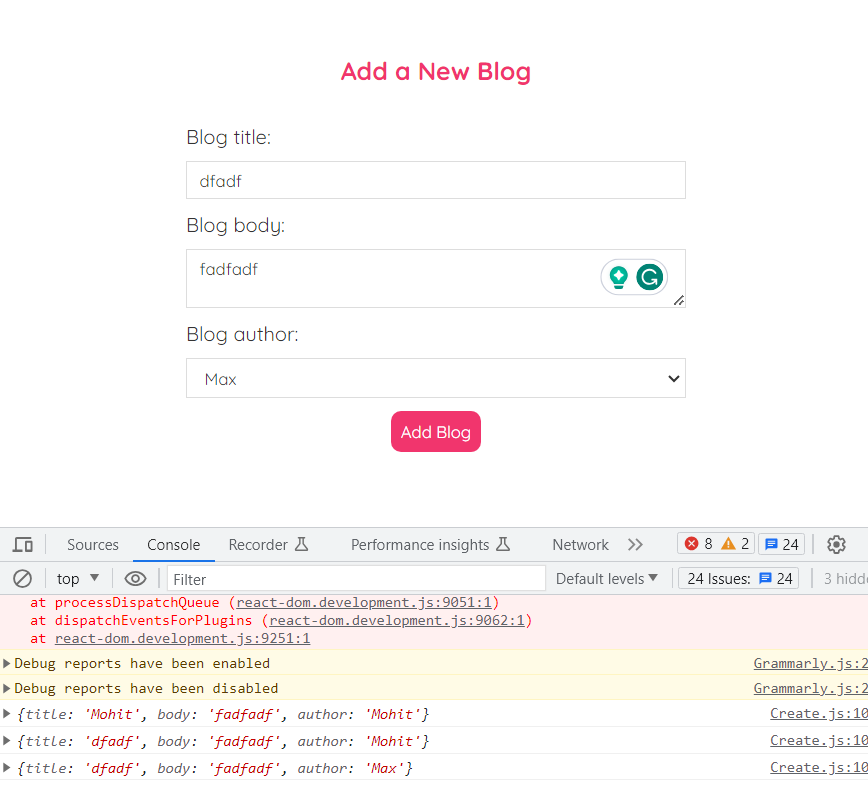 Add a New Blog
Blog title:
dfadf
Blog body:
fadfadf
Blog author:
Max
Add Blog
Sources Console Recorder Performance insights Network 8 2 24
top Filter Default levels 24 Issues: 24 3 hidd
at processDispatchQueue (react-dom.development.js:9051:1)
at dispatchEventsForPlugins (react-dom.development.js:9062:1)
at react-dom.development.js:9251:1
Debug reports have been enabled Grammarly.js:2
Debug reports have been disabled Grammarly.js:2
{title: 'Mohit', body: 'fadfadf', author: 'Mohit'} Create.js:10
{title: 'dfadf', body: 'fadfadf', author: 'Mohit'} Create.js:10
{title: 'dfadf', body: 'fadfadf', author: 'Max'} Create.js:10